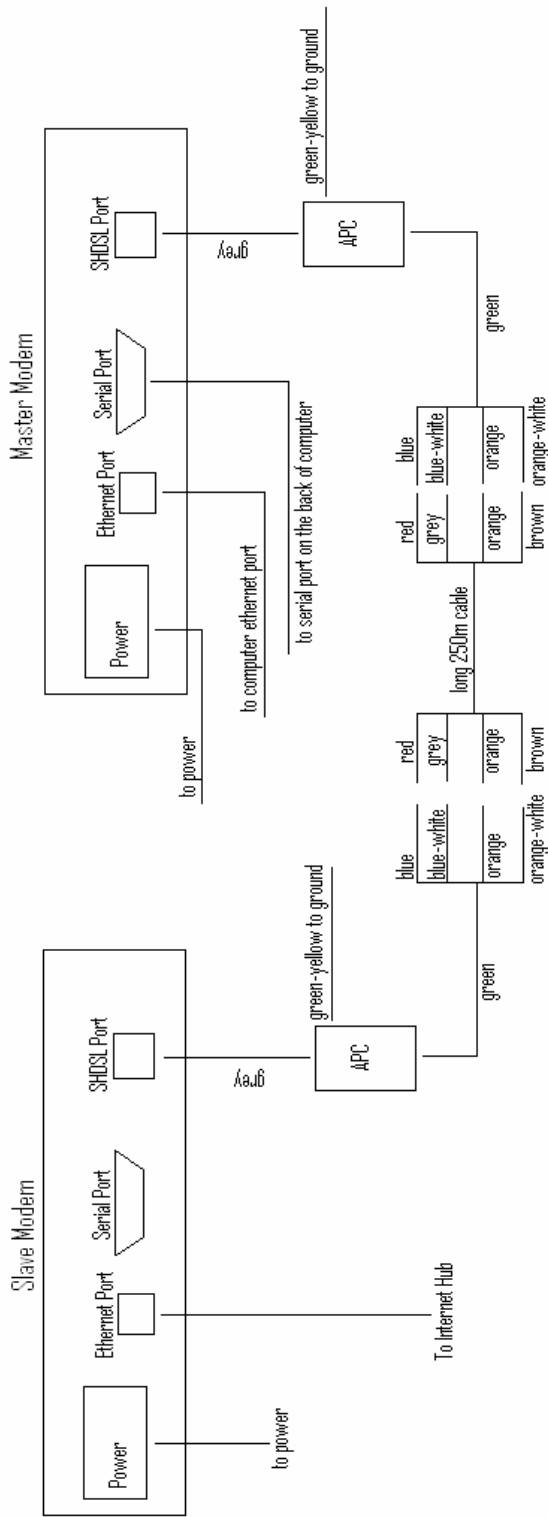 Slave Modem
Power
Ethernet Port
Serial Port
SHDSL Port
to power
To Internet Hub
grey
APC
green-yellow to ground
green
blue
blue-white
orange
orange-white
red
grey
orange
brown
long 250m cable
Master Modem
Power
Ethernet Port
Serial Port
SHDSL Port
to power
to computer ethernet port
to serial port on the back of computer
grey
APC
green-yellow to ground
red
grey
orange
brown
blue
blue-white
orange
orange-white
green